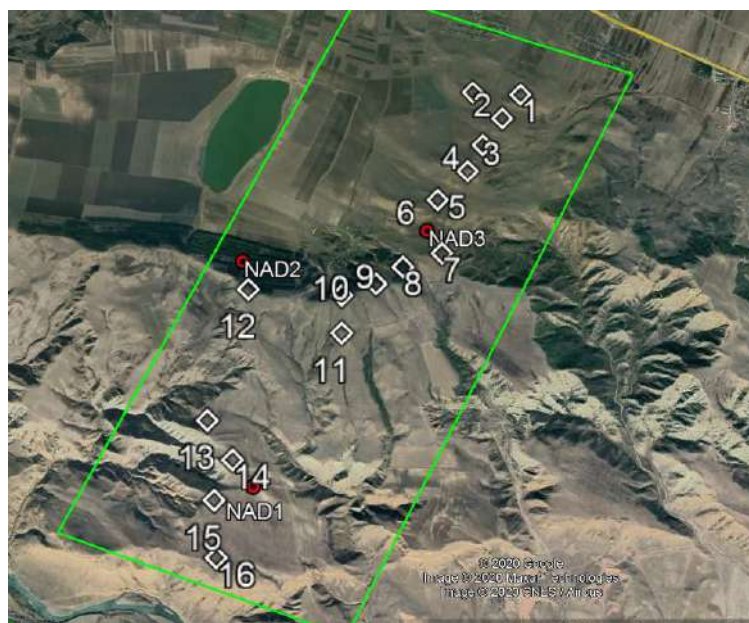 2
1
3
4
5
6
NAD3
7
8
9
10
NAD2
12
11
13
14
NAD1
15
16
© 2020 Google
Image © 2020 Maxar Technologies
Image © 2020 CNES / Airbus